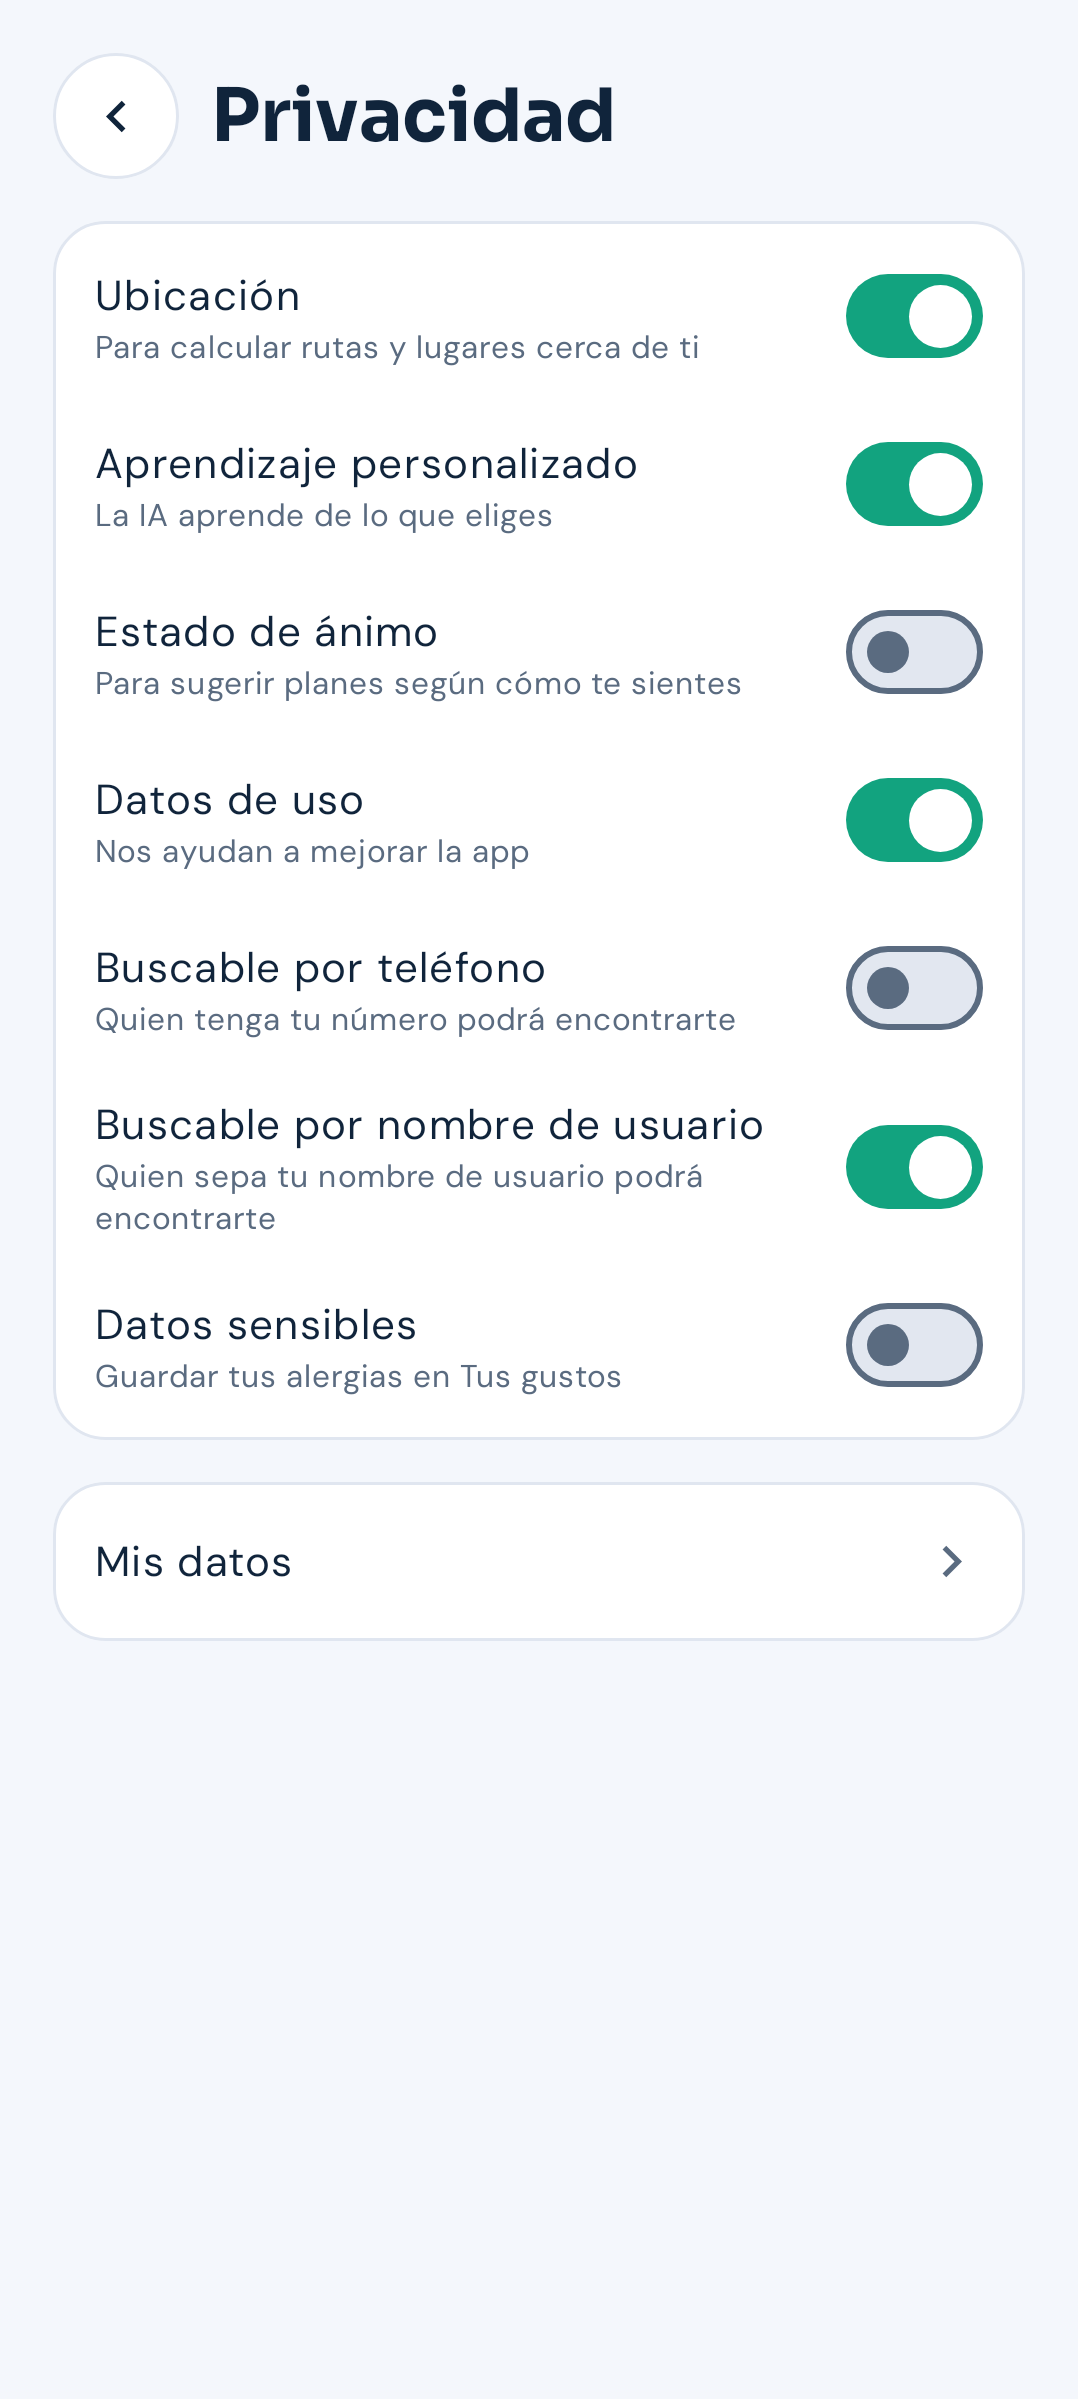 Privacidad
Ubicación
Para calcular rutas y lugares cerca de ti
Aprendizaje personalizado
La IA aprende de lo que eliges
Estado de ánimo
Para sugerir planes según cómo te sientes
Datos de uso
Nos ayudan a mejorar la app
Buscable por teléfono
Quien tenga tu número podrá encontrarte
Buscable por nombre de usuario
Quien sepa tu nombre de usuario podrá
encontrarte
Datos sensibles
Guardar tus alergias en Tus gustos
Mis datos